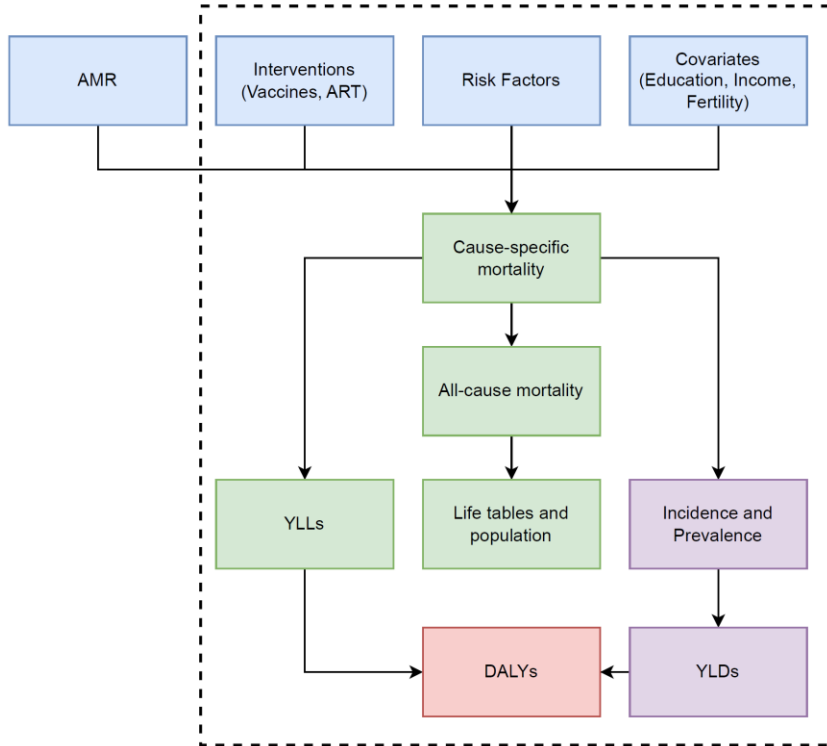 AMR
Interventions
(Vaccines, ART)
Risk Factors
Covariates
(Education, Income,
Fertility)
Cause-specific
mortality
All-cause mortality
YLLs
Life tables and
population
Incidence and
Prevalence
DALYs
YLDs